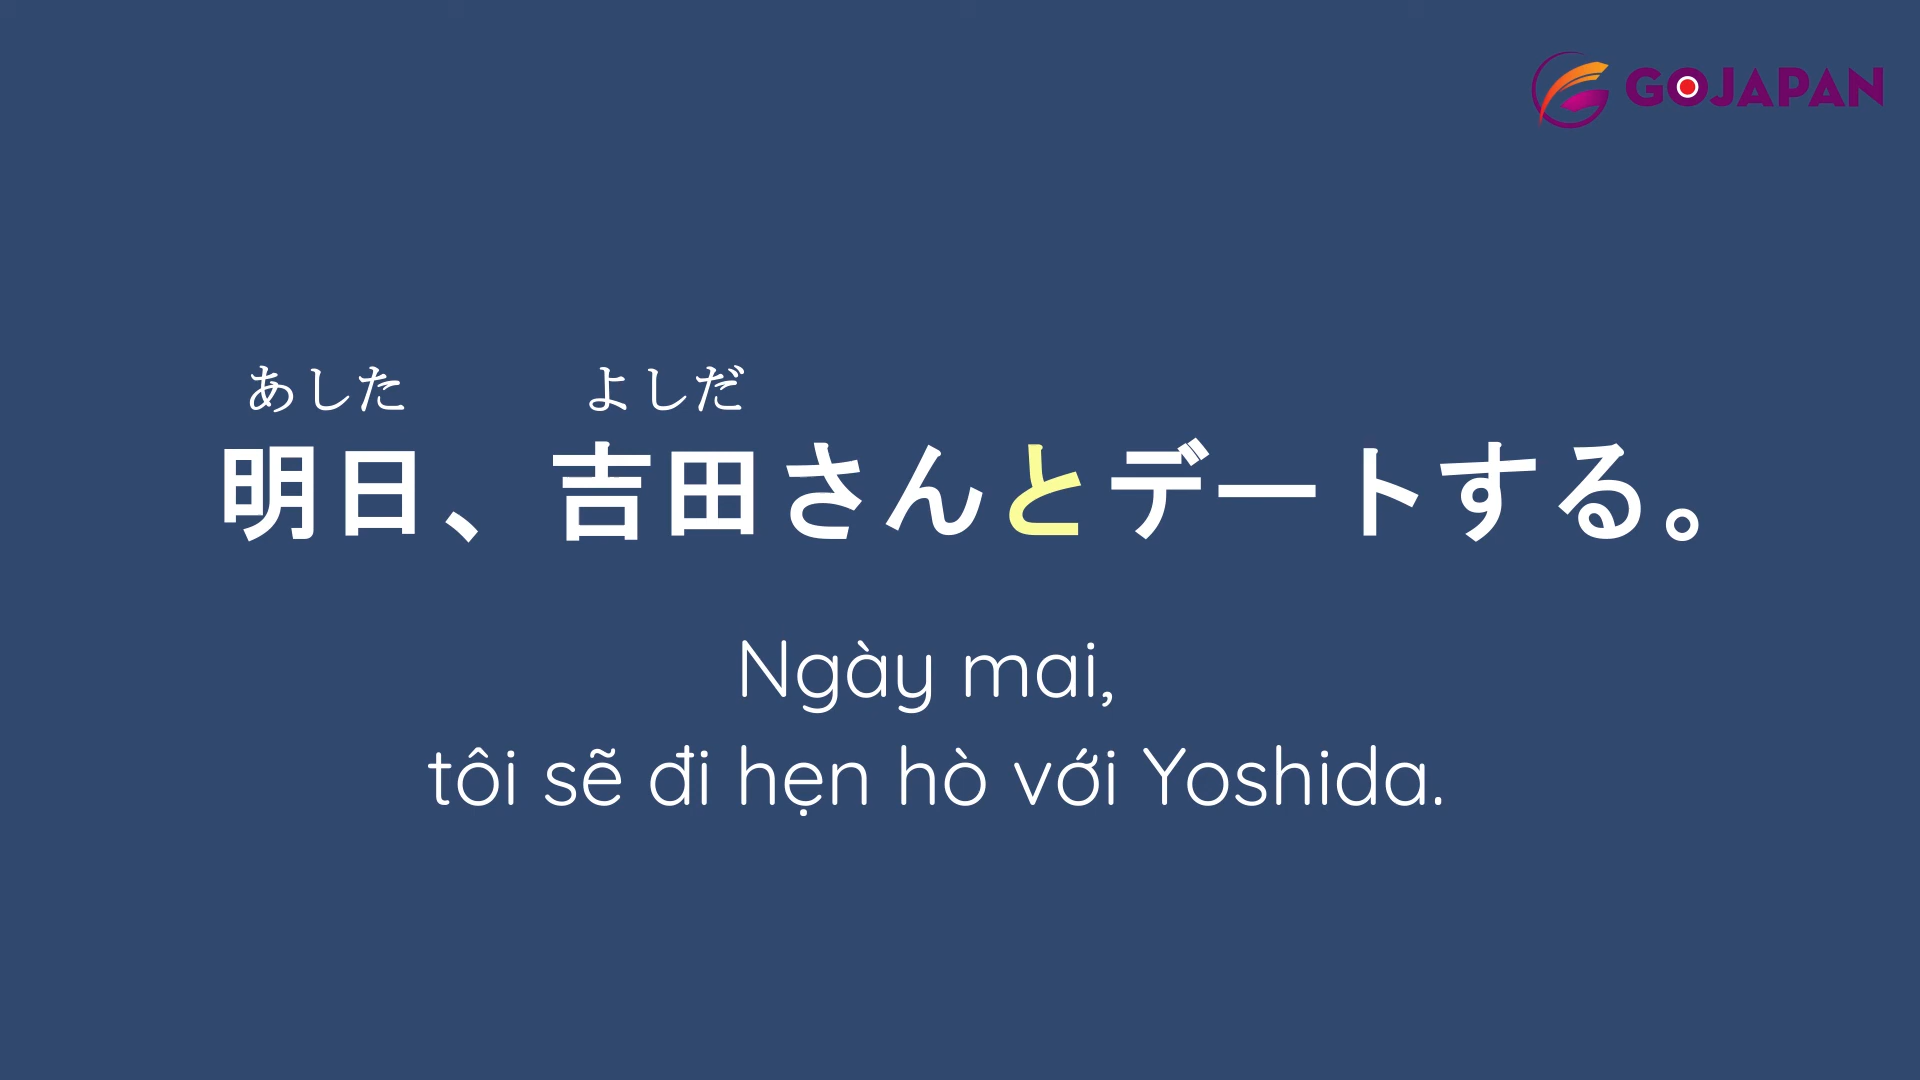 GOJAPAN
あした よしだ
明日、吉田さんとデートする。
Ngày mai,
tôi sẽ đi hẹn hò với Yoshida.